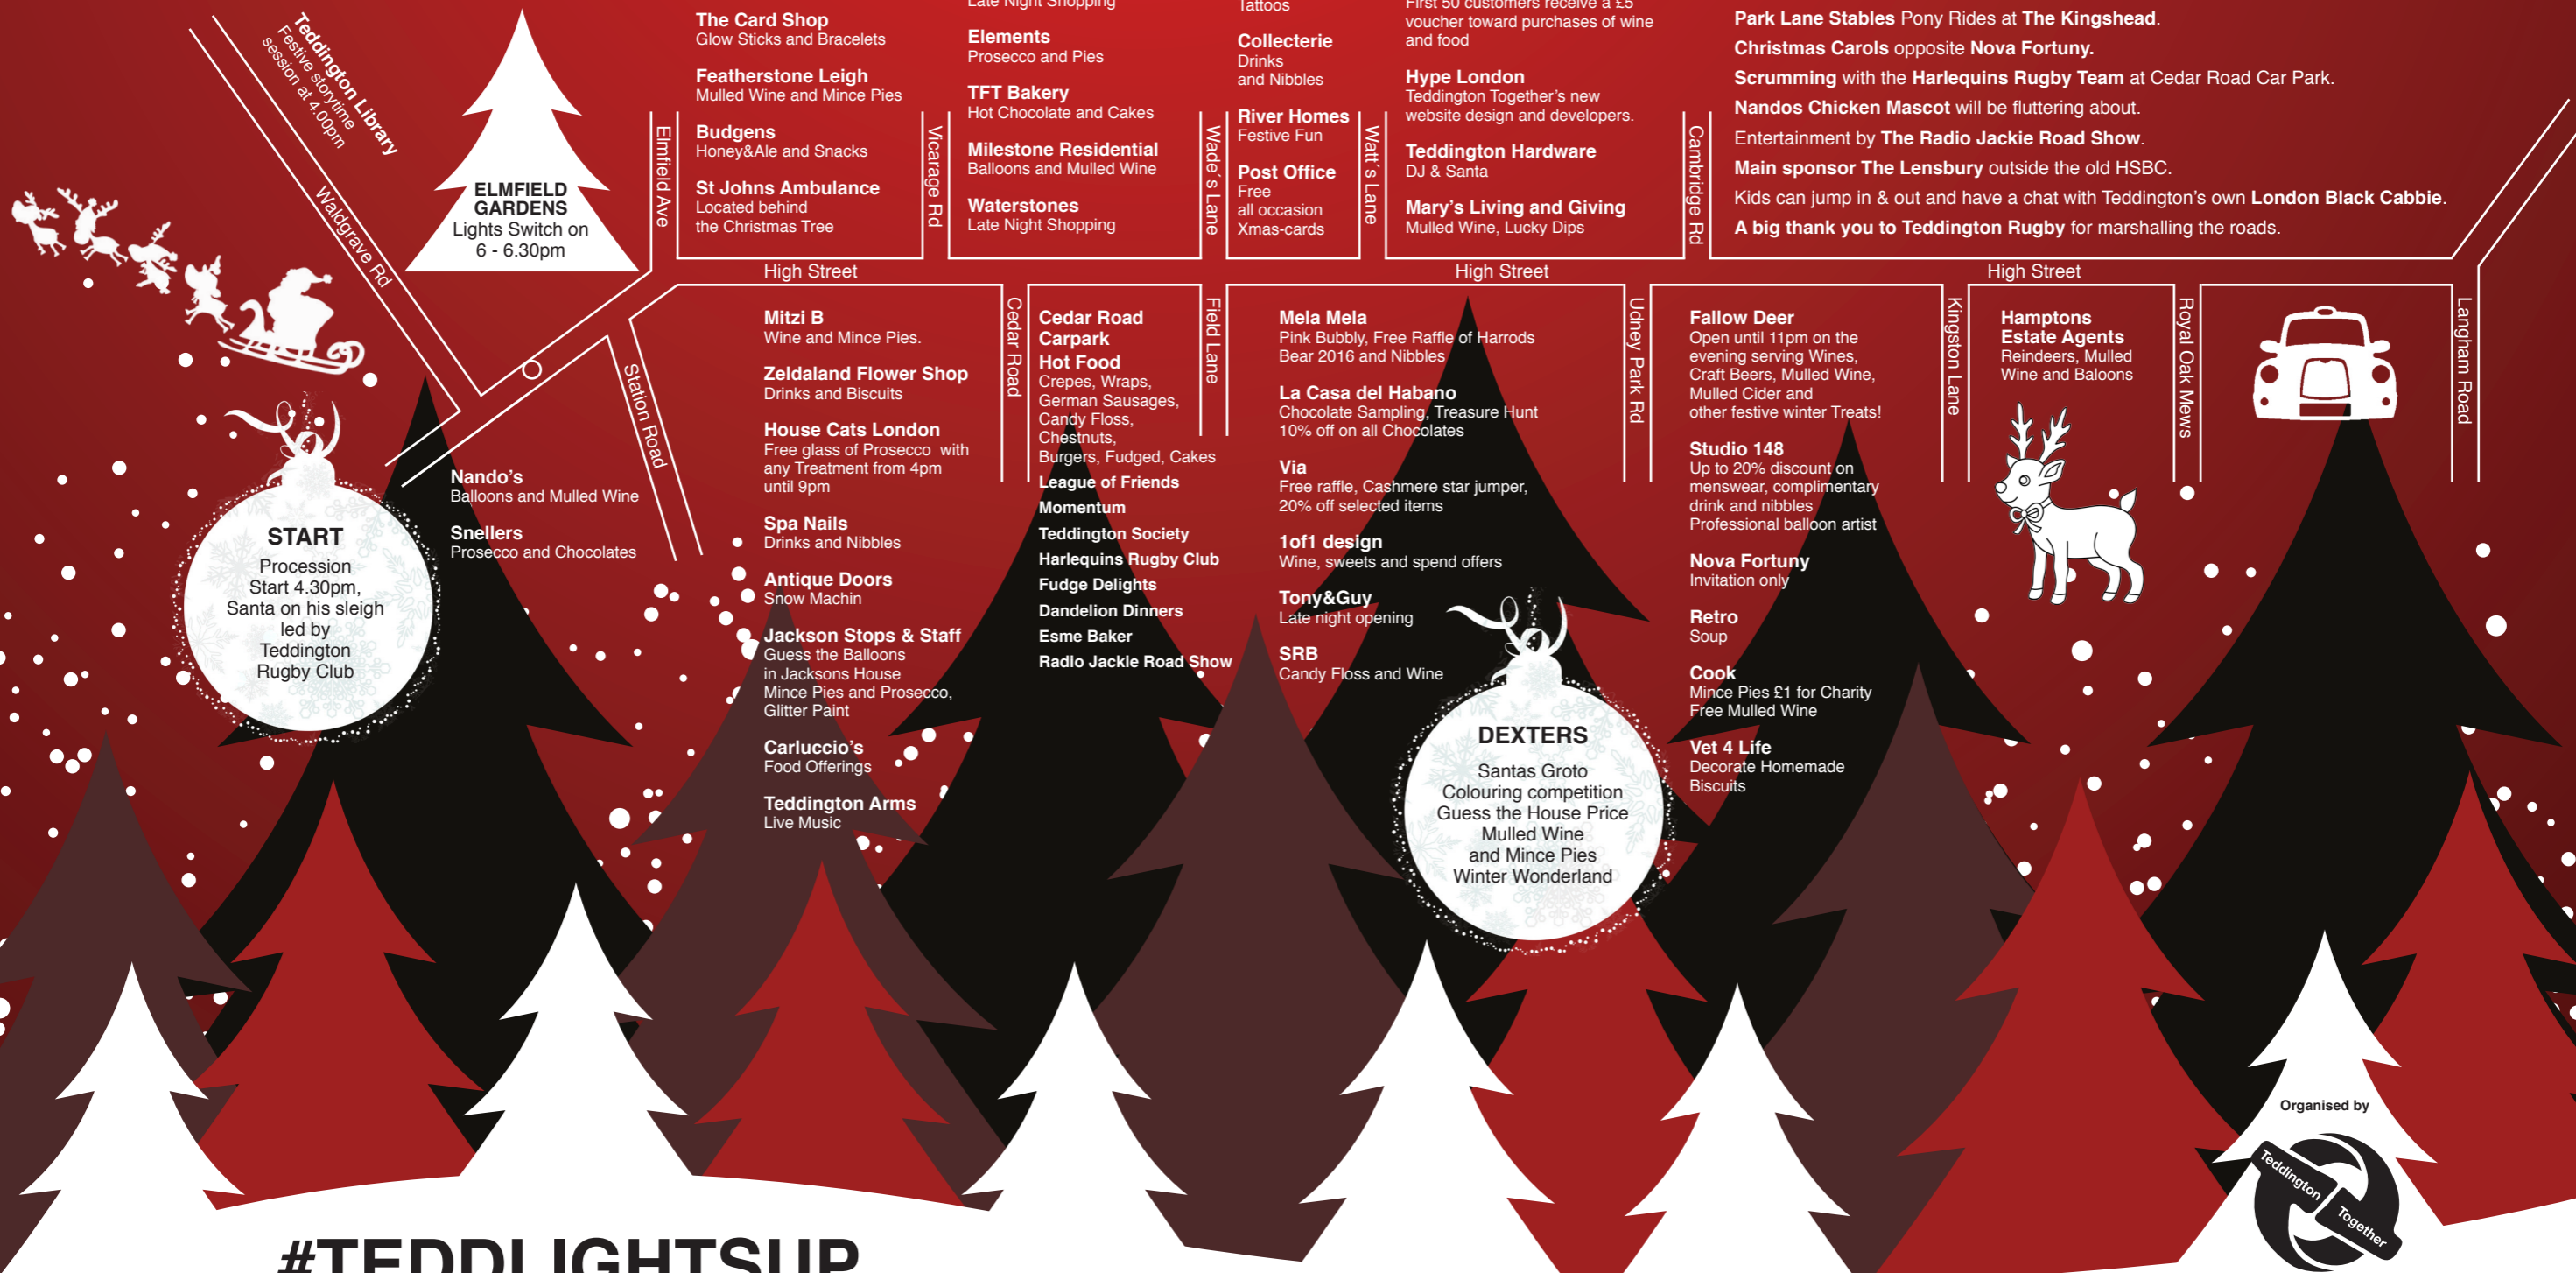 Teddington Library
Festive storytime
session at 4.00pm
Waldgrave Rd
ELMFIELD
GARDENS
Lights Switch on
6 - 6.30pm
Elmfield Ave
The Card Shop
Glow Sticks and Bracelets
Featherstone Leigh
Mulled Wine and Mince Pies
Budgens
Honey&Ale and Snacks
St Johns Ambulance
Located behind
the Christmas Tree
Vicarage Rd
Late Night Shopping
Elements
Prosecco and Pies
TFT Bakery
Hot Chocolate and Cakes
Milestone Residential
Balloons and Mulled Wine
Waterstones
Late Night Shopping
Wade´s Lane
Tattoos
Collecterie
Drinks
and Nibbles
River Homes
Festive Fun
Post Office
Free
all occasion
Xmas-cards
Watt´s Lane
First 50 customers receive a £5
voucher toward purchases of wine
and food
Hype London
Teddington Together’s new
website design and developers.
Teddington Hardware
DJ & Santa
Mary’s Living and Giving
Mulled Wine, Lucky Dips
Cambridge Rd
Park Lane Stables Pony Rides at The Kingshead.
Christmas Carols opposite Nova Fortuny.
Scrumming with the Harlequins Rugby Team at Cedar Road Car Park.
Nandos Chicken Mascot will be fluttering about.
Entertainment by The Radio Jackie Road Show.
Main sponsor The Lensbury outside the old HSBC.
Kids can jump in & out and have a chat with Teddington’s own London Black Cabbie.
A big thank you to Teddington Rugby for marshalling the roads.
High Street
High Street
High Street
START
Procession
Start 4.30pm,
Santa on his sleigh
led by
Teddington
Rugby Club
Nando’s
Balloons and Mulled Wine
Snellers
Prosecco and Chocolates
Station Road
Mitzi B
Wine and Mince Pies.
Zeldaland Flower Shop
Drinks and Biscuits
House Cats London
Free glass of Prosecco with
any Treatment from 4pm
until 9pm
Spa Nails
Drinks and Nibbles
Antique Doors
Snow Machin
Jackson Stops & Staff
Guess the Balloons
in Jacksons House
Mince Pies and Prosecco,
Glitter Paint
Carluccio’s
Food Offerings
Teddington Arms
Live Music
Cedar Road
Cedar Road
Carpark
Hot Food
Crepes, Wraps,
German Sausages,
Candy Floss,
Chestnuts,
Burgers, Fudged, Cakes
League of Friends
Momentum
Teddington Society
Harlequins Rugby Club
Fudge Delights
Dandelion Dinners
Esme Baker
Radio Jackie Road Show
Field Lane
Mela Mela
Pink Bubbly, Free Raffle of Harrods
Bear 2016 and Nibbles
La Casa del Habano
Chocolate Sampling, Treasure Hunt
10% off on all Chocolates
Via
Free raffle, Cashmere star jumper,
20% off selected items
1of1 design
Wine, sweets and spend offers
Tony&Guy
Late night opening
SRB
Candy Floss and Wine
DEXTERS
Santas Groto
Colouring competition
Guess the House Price
Mulled Wine
and Mince Pies
Winter Wonderland
Udney Park Rd
Fallow Deer
Open until 11pm on the
evening serving Wines,
Craft Beers, Mulled Wine,
Mulled Cider and
other festive winter Treats!
Studio 148
Up to 20% discount on
menswear, complimentary
drink and nibbles
Professional balloon artist
Nova Fortuny
Invitation only
Retro
Soup
Cook
Mince Pies £1 for Charity
Free Mulled Wine
Vet 4 Life
Decorate Homemade
Biscuits
Kingston Lane
Hamptons
Estate Agents
Reindeers, Mulled
Wine and Baloons
Royal Oak Mews
Langham Road
Organised by
Teddington
Together
#TEDDLIGHTSUP